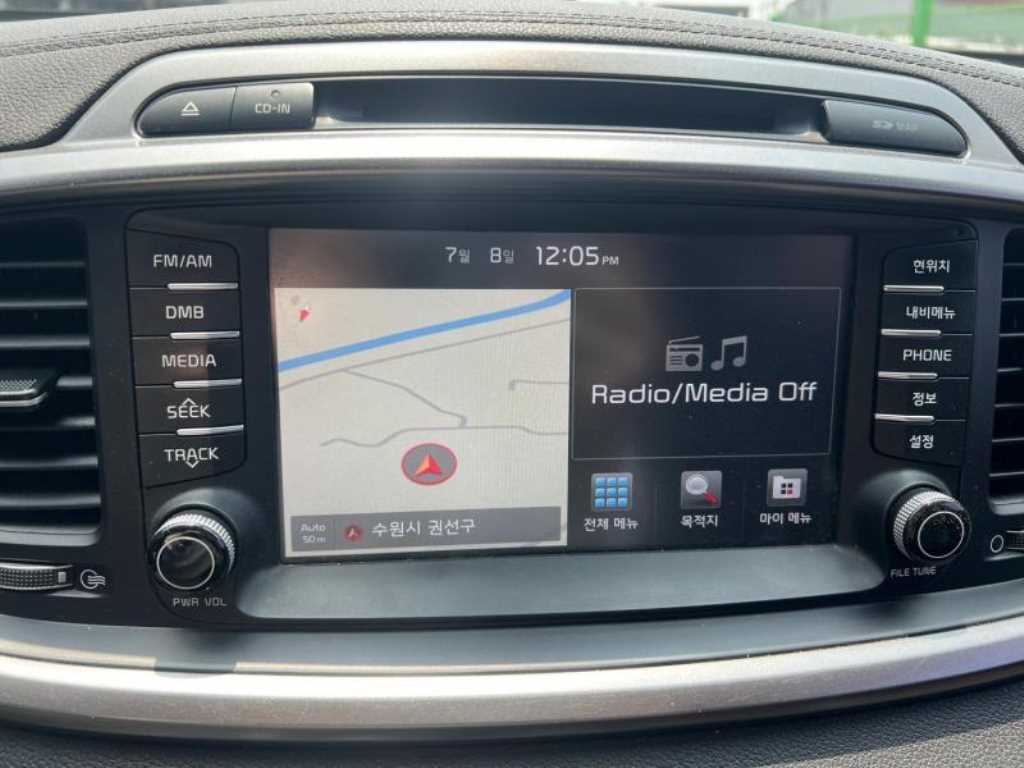 CD-IN
7월 8일 12:05 PM
FM/AM
DMB
MEDIA
SEEK
TRACK
PWR VOL
Radio/Media Off
Auto
50m
수원시 권선구
전체 메뉴
목적지
마이 메뉴
현위치
내비메뉴
PHONE
정보
설정
FILE TUNE